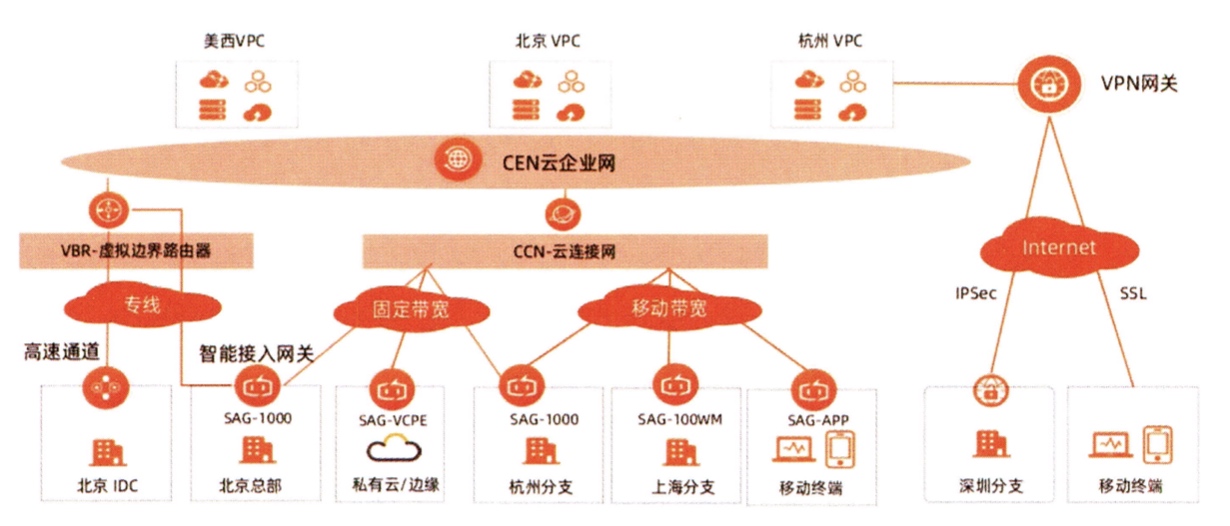 美西VPC
北京 VPC
杭州 VPC
VPN网关
CEN云企业网
VBR-虚拟边界路由器
CCN-云连接网
Internet
专线
固定带宽
移动带宽
IPSec
SSL
高速通道
智能接入网关
SAG-1000
SAG-VCPE
SAG-1000
SAG-100WM
SAG-APP
北京 IDC
北京总部
私有云/边缘
杭州分支
上海分支
移动终端
深圳分支
移动终端